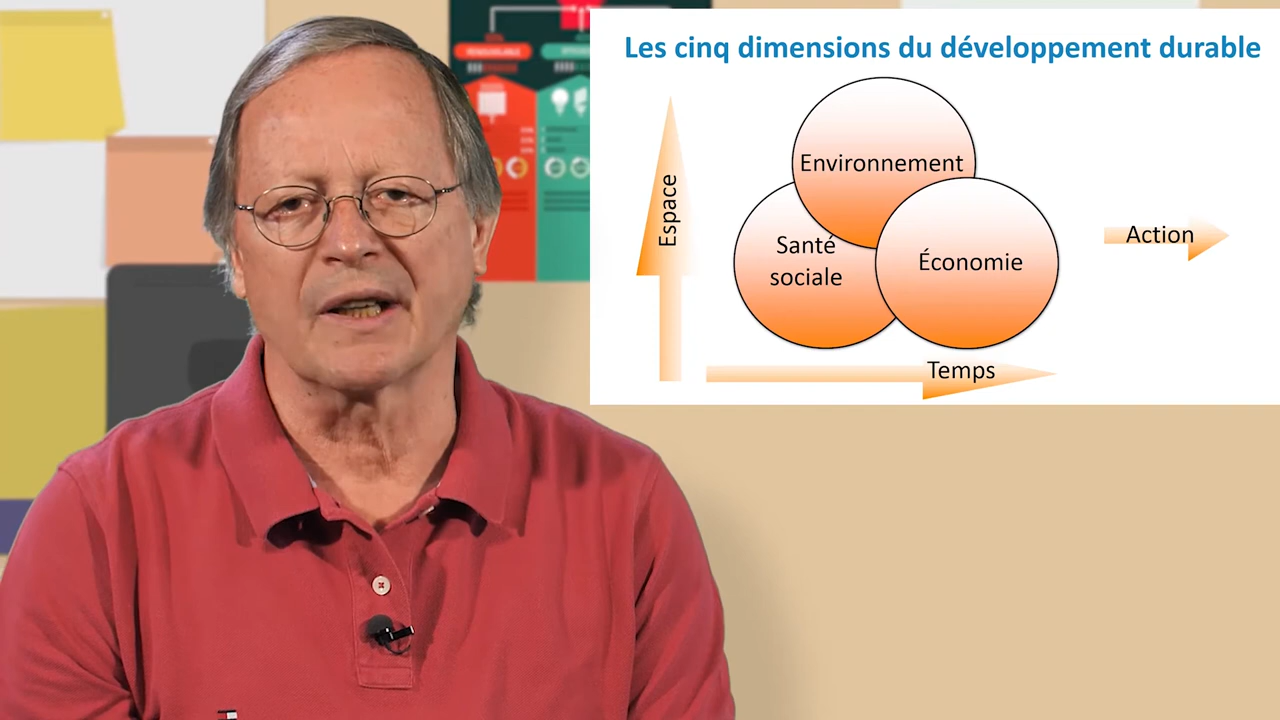 Les cinq dimensions du développement durable
Environnement
Espace
Santé
sociale
Économie
Action
Temps